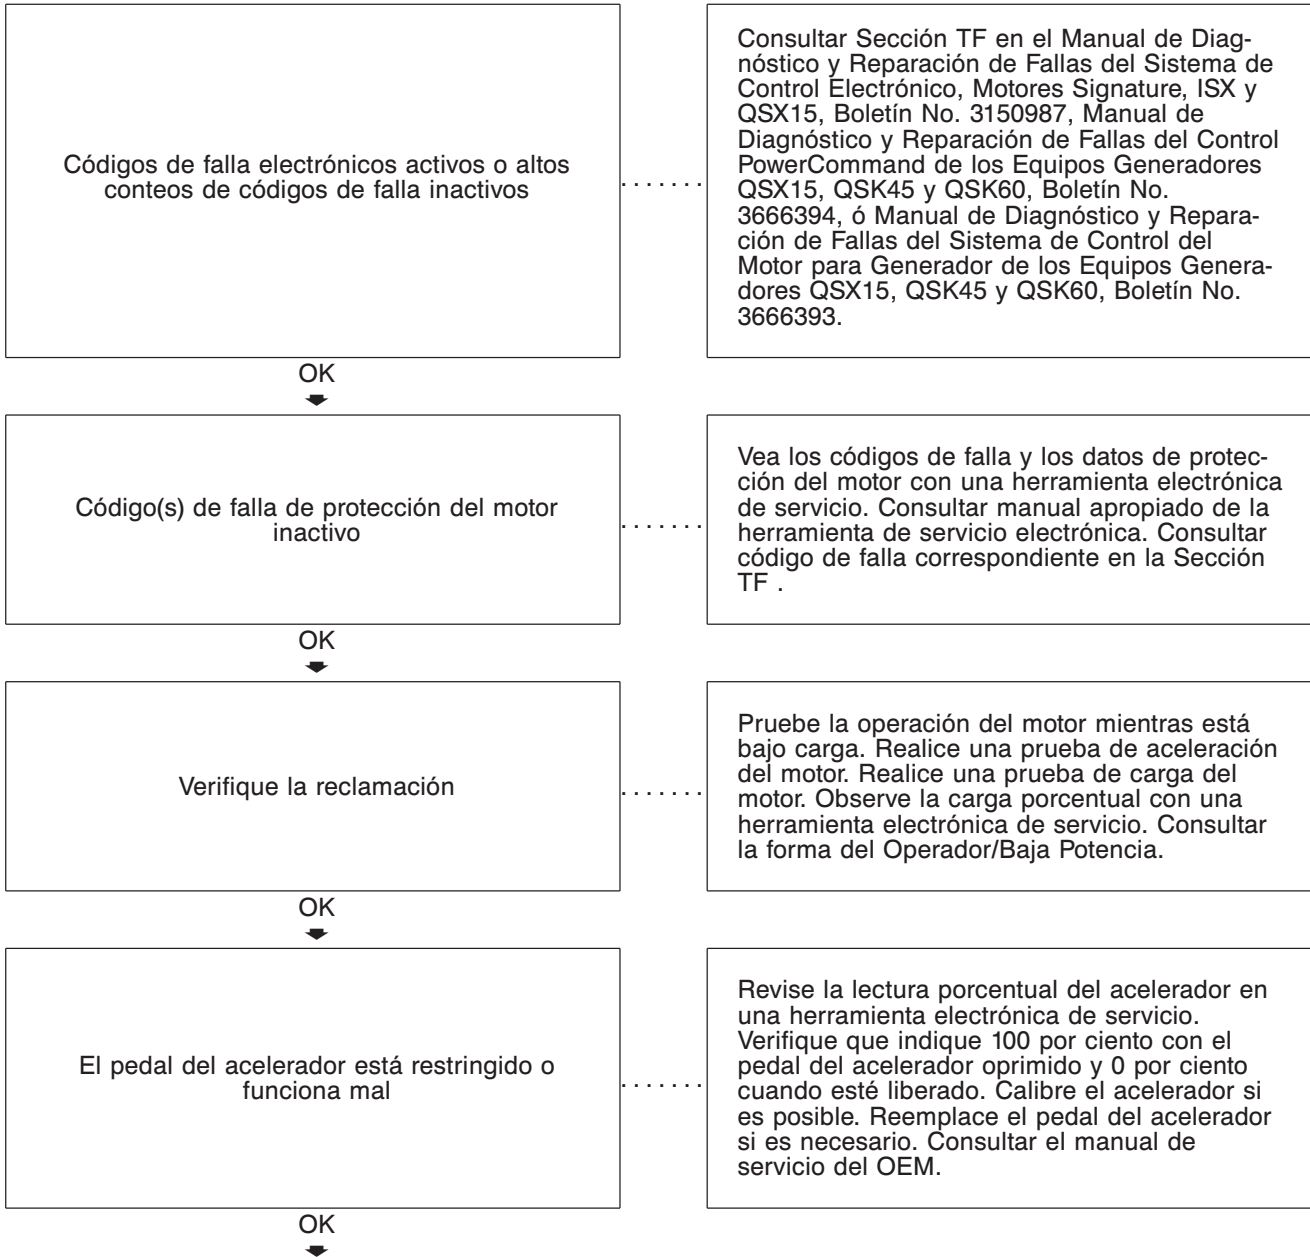 Códigos de falla electrónicos activos o altos
conteos de códigos de falla inactivos
Consultar Sección TF en el Manual de Diag-
nóstico y Reparación de Fallas del Sistema de
Control Electrónico, Motores Signature, ISX y
QSX15, Boletín No. 3150987, Manual de
Diagnóstico y Reparación de Fallas del Control
PowerCommand de los Equipos Generadores
QSX15, QSK45 y QSK60, Boletín No.
3666394, ó Manual de Diagnóstico y Repara-
ción de Fallas del Sistema de Control del
Motor para Generador de los Equipos Genera-
dores QSX15, QSK45 y QSK60, Boletín No.
3666393.
OK
Código(s) de falla de protección del motor
inactivo
Vea los códigos de falla y los datos de protec-
ción del motor con una herramienta electrónica
de servicio. Consultar manual apropiado de la
herramienta de servicio electrónica. Consultar
código de falla correspondiente en la Sección
TF .
OK
Verifique la reclamación
Pruebe la operación del motor mientras está
bajo carga. Realice una prueba de aceleración
del motor. Realice una prueba de carga del
motor. Observe la carga porcentual con una
herramienta electrónica de servicio. Consultar
la forma del Operador/Baja Potencia.
OK
El pedal del acelerador está restringido o
funciona mal
Revise la lectura porcentual del acelerador en
una herramienta electrónica de servicio.
Verifique que indique 100 por ciento con el
pedal del acelerador oprimido y 0 por ciento
cuando esté liberado. Calibre el acelerador si
es posible. Reemplace el pedal del acelerador
si es necesario. Consultar el manual de
servicio del OEM.
OK